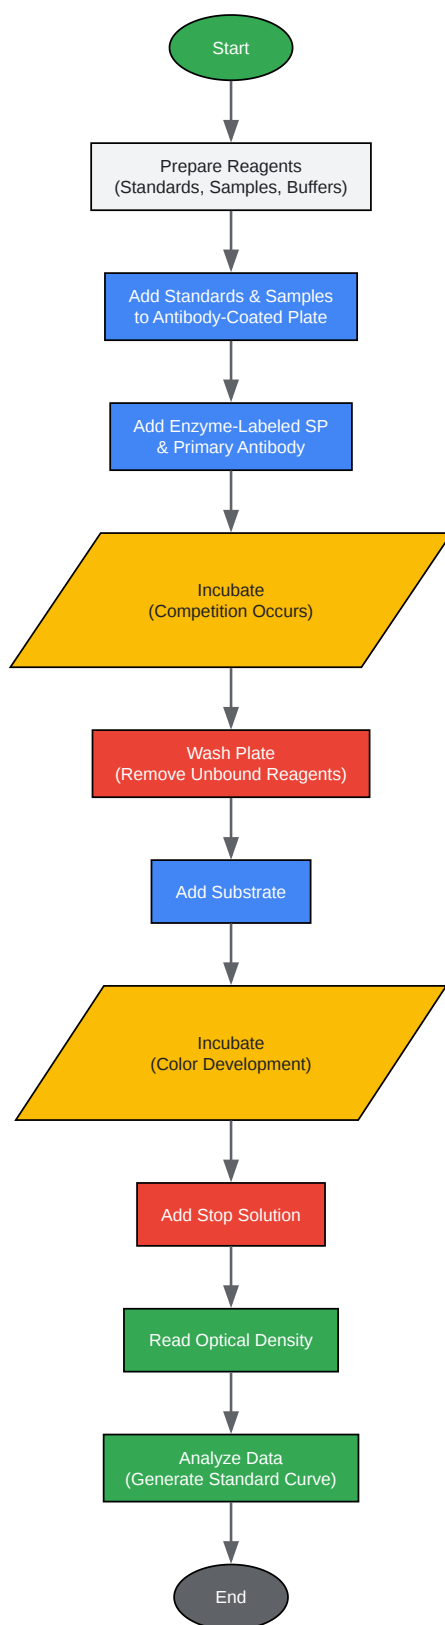 Start
Prepare Reagents
(Standards, Samples, Buffers)
Add Standards & Samples
to Antibody-Coated Plate
Add Enzyme-Labeled SP
& Primary Antibody
Incubate
(Competition Occurs)
Wash Plate
(Remove Unbound Reagents)
Add Substrate
Incubate
(Color Development)
Add Stop Solution
Read Optical Density
Analyze Data
(Generate Standard Curve)
End